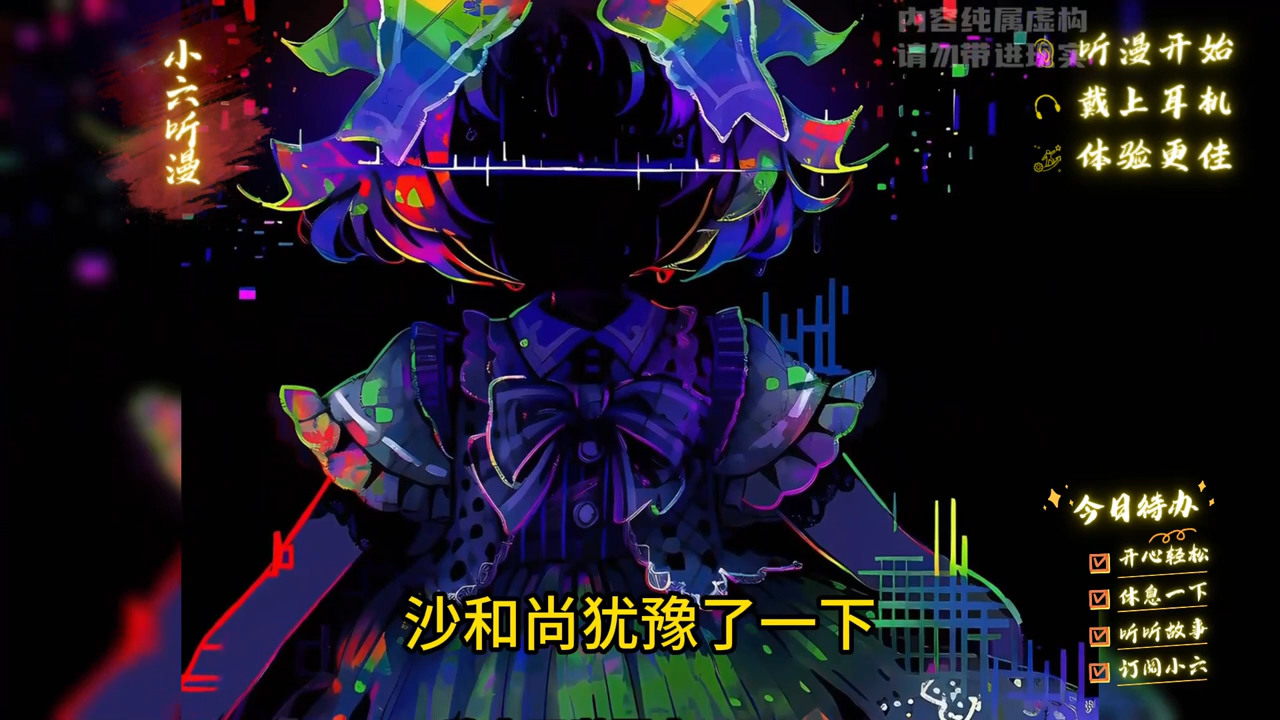 小六听漫
内容纯属虚构
请勿带进现实
听漫开始
戴上耳机
体验更佳
今日待办
开心轻松
休息一下
听听故事
订阅小六
沙和尚犹豫了一下